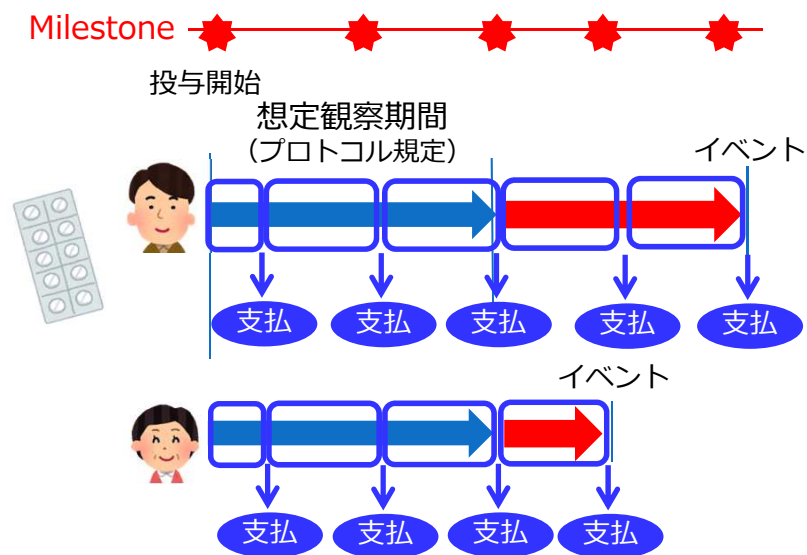 Milestone
投与開始
想定観察期間
(プロトコル規定)
イベント
支払
支払
支払
支払
支払
イベント
支払
支払
支払
支払